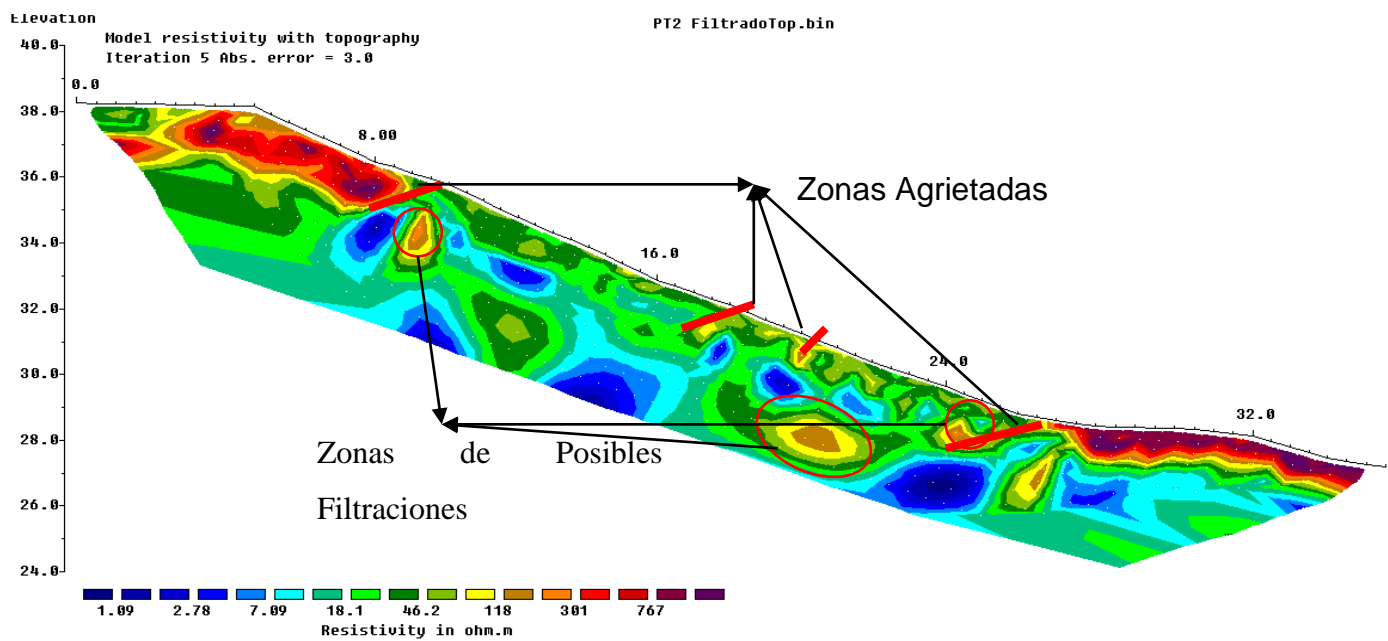 Elevation
PT2 FiltradoTop.bin
Model resistivity with topography
Iteration 5 Abs. error = 3.0
40.0
38.0
36.0
34.0
32.0
30.0
28.0
26.0
24.0
0.0
8.00
16.0
24.0
32.0
Zonas Agrietadas
Zonas de Posibles
Filtraciones
1.09 2.78 7.09 18.1 46.2 118 301 767
Resistivity in ohm.m